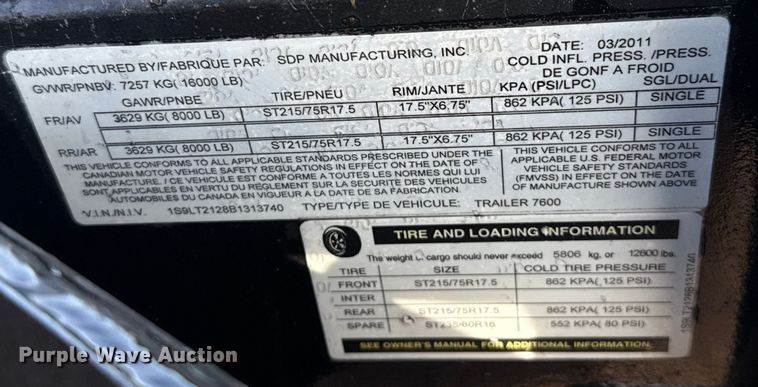 MANUFACTURED BY/FABRIQUE PAR: SDP MANUFACTURING, INC. DATE: 03/2011
GVWR/PNBV: 7257 KG( 16000 LB) COLD INFL. PRESS. /PRESS.
DE GONF A FROID
GAWR/PNBE TIRE/PNEU RIM/JANTE KPA (PSI/LPC) SGL/DUAL
FR/AV 3629 KG( 8000 LB) ST215/75R17.5 17.5"X6.75" 862 KPA( 125 PSI) SINGLE
RR/AR 3629 KG( 8000 LB) ST215/75R17.5 17.5"X6.75" 862 KPA( 125 PSI) SINGLE
THIS VEHICLE CONFORMS TO ALL APPLICABLE STANDARDS PRESCRIBED UNDER THE
CANADIAN MOTOR VEHICLE SAFETY REGULATIONS IN EFFECT ON THE DATE OF
MANUFACTURE. / CE VEHICULE EST CONFORME A TOUTES LES NORMES QUI LUI
SONT APPLICABLES EN VERTU DU REGLEMENT SUR LA SECURITE DES VEHICULES
AUTOMOBILES DU CANADA EN VIGUEUR A LA DATE DE SA FABRICATION.
THIS VEHICLE CONFORMS TO ALL
APPLICABLE U.S. FEDERAL MOTOR
VEHICLE SAFETY STANDARDS
(FMVSS) IN EFFECT ON THE DATE
OF MANUFACTURE SHOWN ABOVE
V.I.N./N.I.V. 1S9LT2128B1313740 TYPE/TYPE DE VEHICULE: TRAILER 7600
TIRE AND LOADING INFORMATION
The weight of cargo should never exceed 5806 kg. or 12800 lbs.
TIRE SIZE COLD TIRE PRESSURE
FRONT ST215/75R17.5 862 KPA( 125 PSI)
INTER
REAR ST215/75R17.5 862 KPA( 125 PSI)
SPARE ST235/80R16 552 KPA( 80 PSI)
SEE OWNER'S MANUAL FOR ADDITIONAL INFORMATION.
1S9LT2128B1313740
Purple Wave Auction